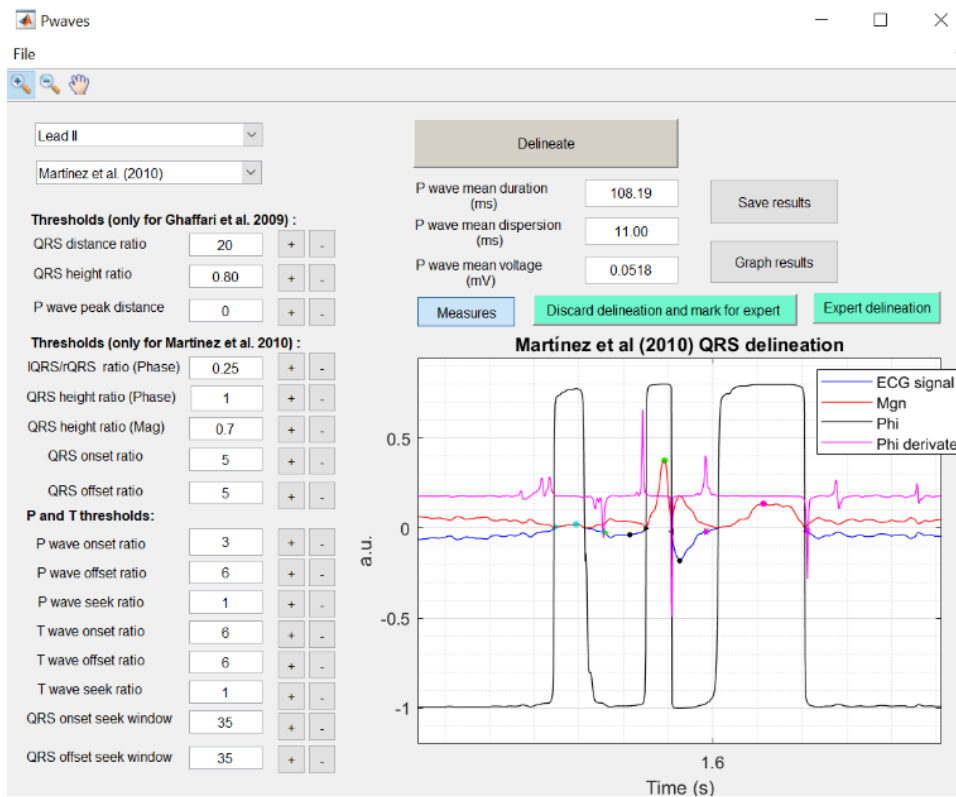 Pwaves
File
Lead II
Martínez et al. (2010)
Thresholds (only for Ghaffari et al. 2009) :
QRS distance ratio 20 + -
QRS height ratio 0.80 + -
P wave peak distance 0 + -
Thresholds (only for Martínez et al. 2010) :
IQRS/rQRS ratio (Phase) 0.25 + -
QRS height ratio (Phase) 1 + -
QRS height ratio (Mag) 0.7 + -
QRS onset ratio 5 + -
QRS offset ratio 5 + -
P and T thresholds:
P wave onset ratio 3 + -
P wave offset ratio 6 + -
P wave seek ratio 1 + -
T wave onset ratio 6 + -
T wave offset ratio 6 + -
T wave seek ratio 1 + -
QRS onset seek window 35 + -
QRS offset seek window 35 + -
Delineate
P wave mean duration
(ms)
108.19
P wave mean dispersion
(ms)
11.00
P wave mean voltage
(mV)
0.0518
Save results
Graph results
Measures
Discard delineation and mark for expert
Expert delineation
Martínez et al (2010) QRS delineation
ECG signal
Mgn
Phi
Phi derivate
0.5
0
-0.5
-1
a.u.
1.6
Time (s)